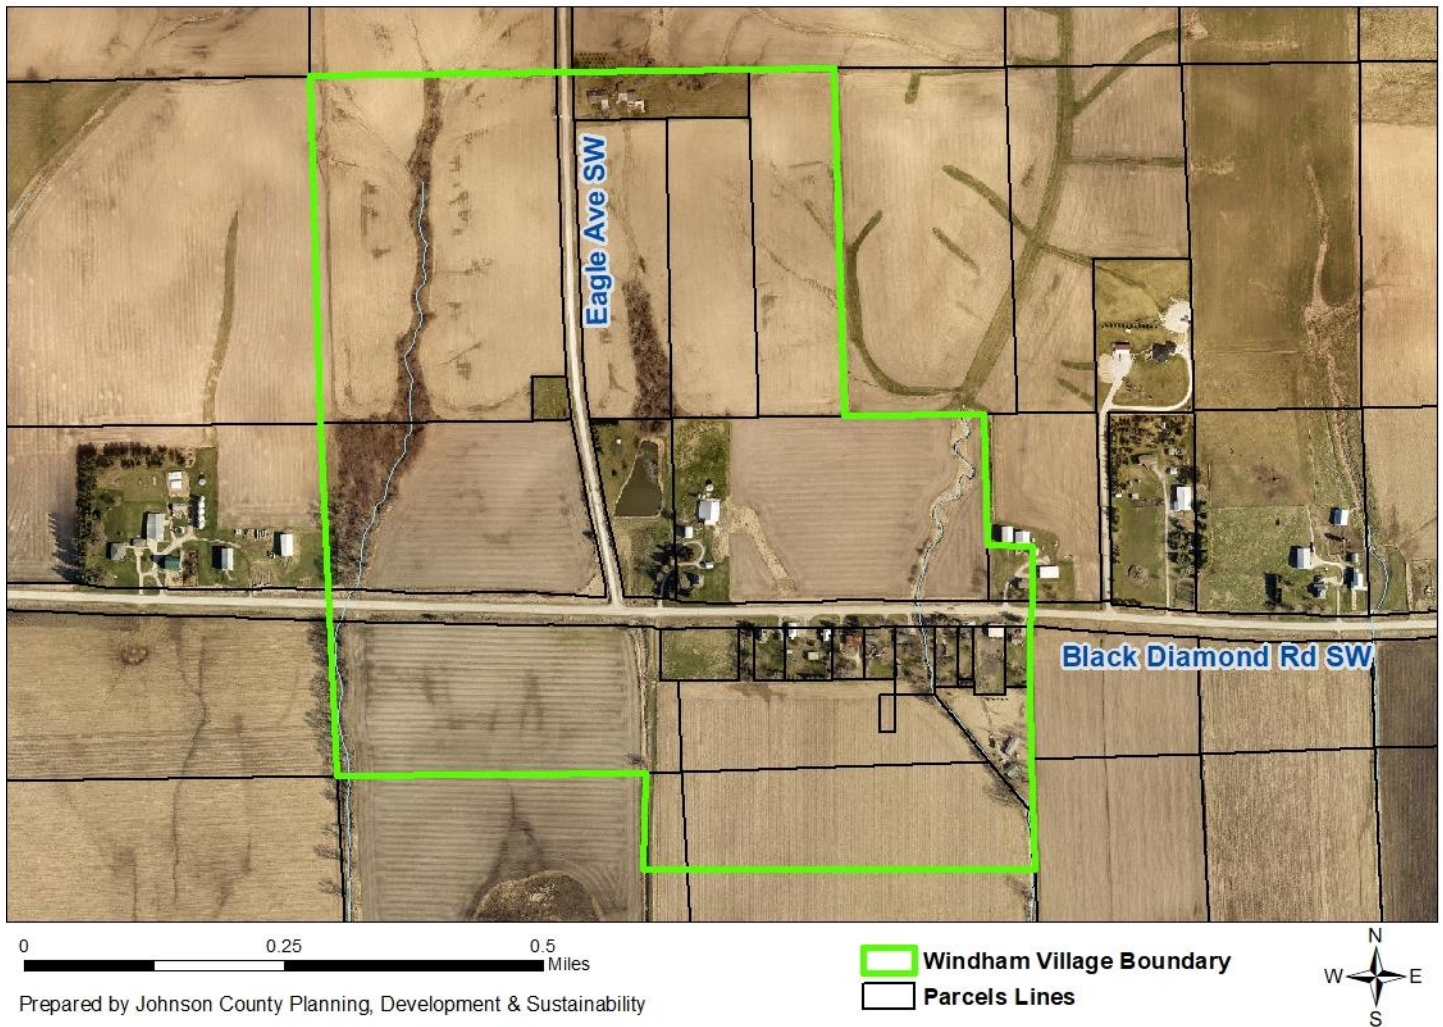 Eagle Ave SW
Black Diamond Rd SW
0 0.25 0.5
Miles
Prepared by Johnson County Planning, Development & Sustainability
Windham Village Boundary
Parcels Lines
N
W E
S